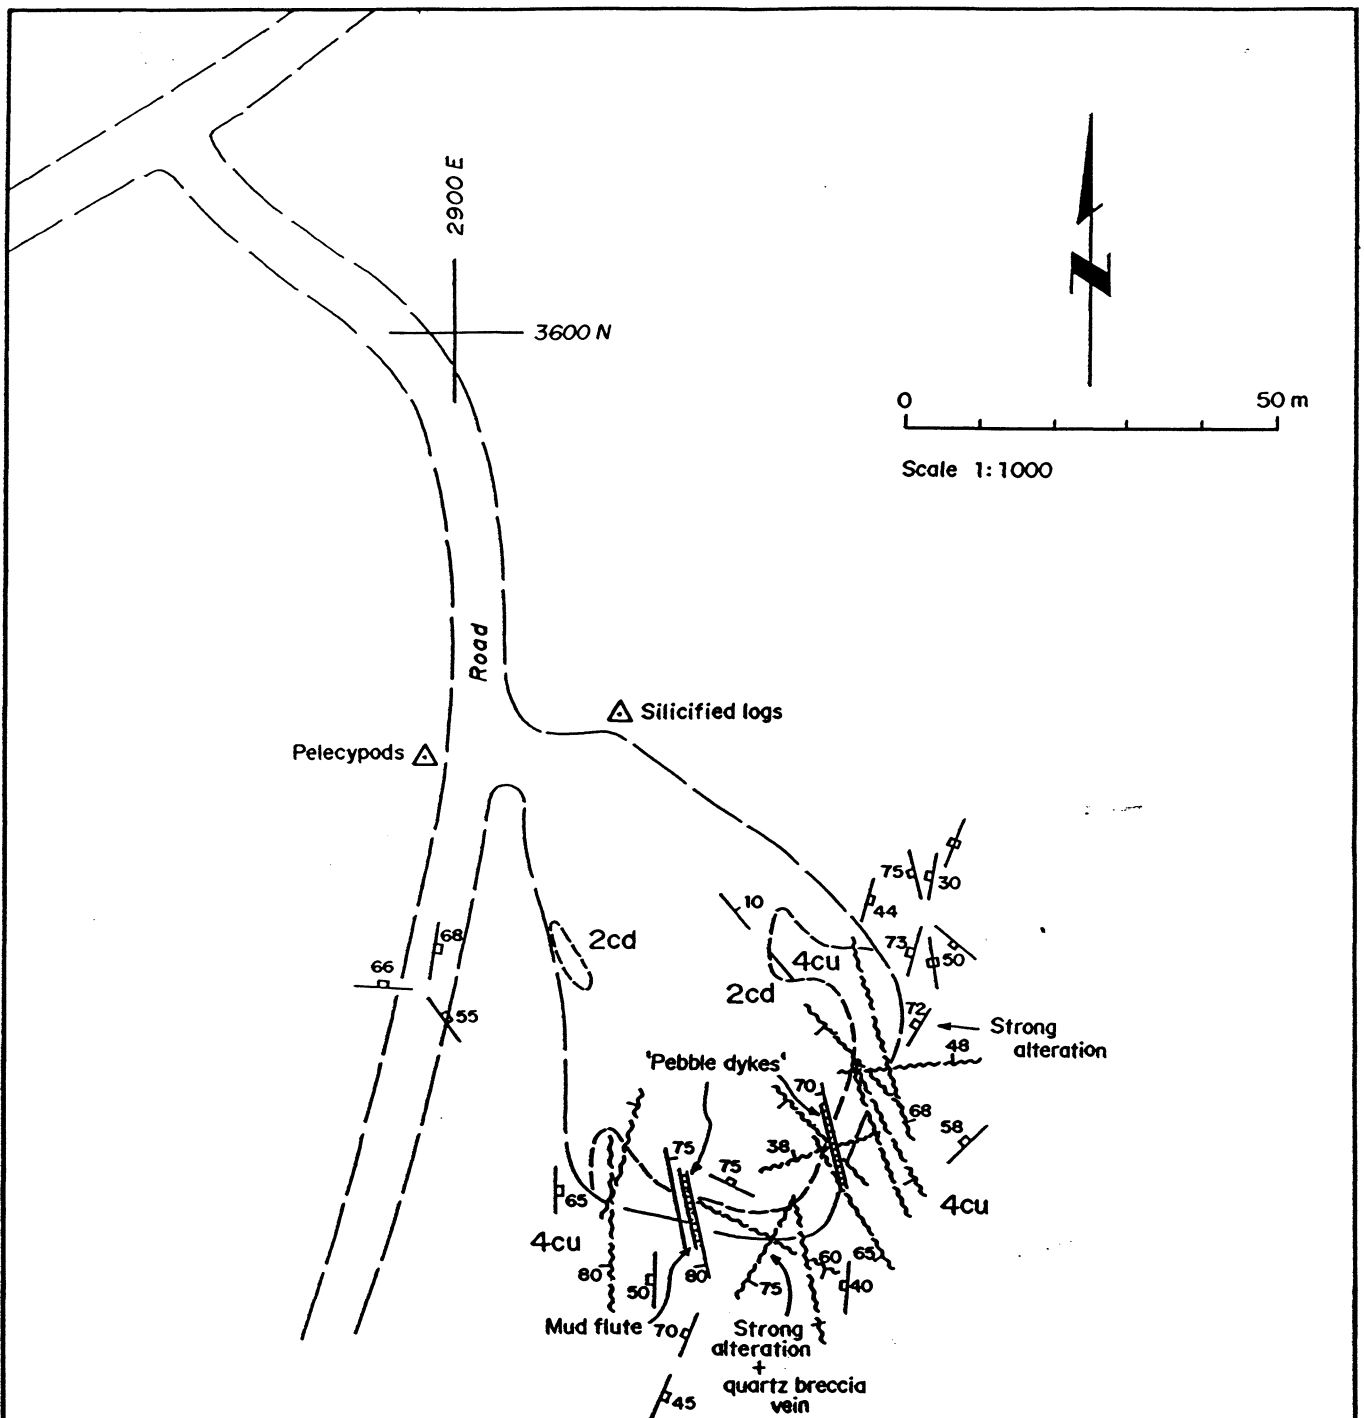 2900 E
3600 N
N
0 50 m
Scale 1:1000
Road
Silicified logs
Pelecypods
75
30
10
44
2cd
68
73
50
4cu
66
2cd
72
55
Strong
alteration
48
'Pebble dykes'
70
68
58
38
75
75
65
4cu
4cu
80
50
80
75
60
65
40
Mud flute
70
Strong
alteration
+
quartz breccia
vein
45